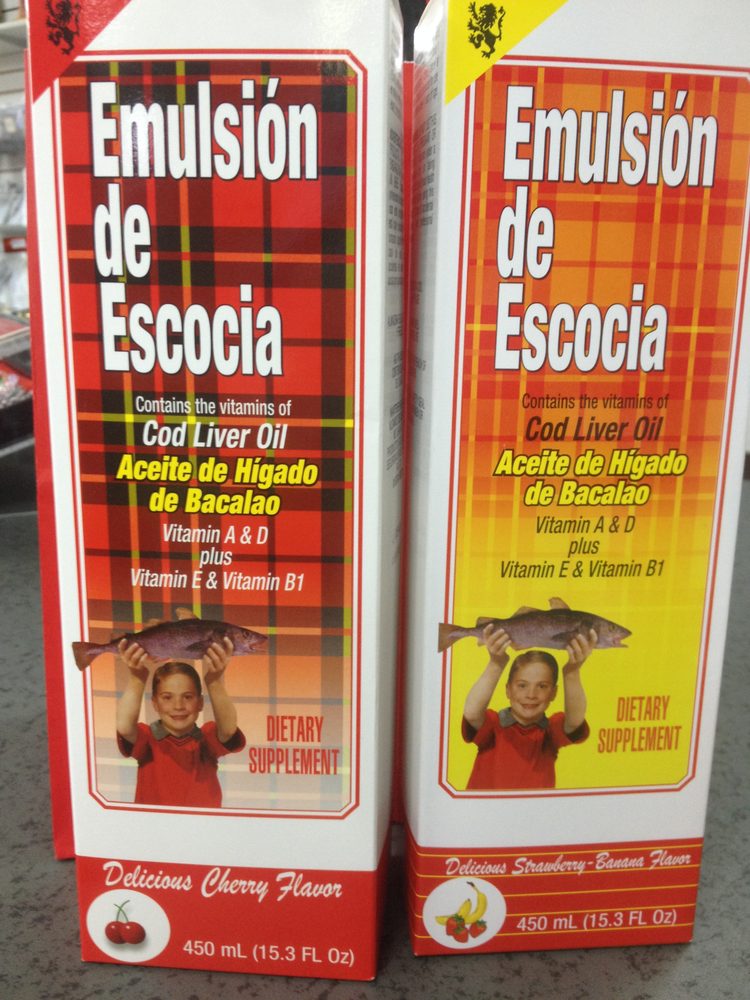 Emulsión
de
Escocia
Contains the vitamins of
Cod Liver Oil
Aceite de Hígado
de Bacalao
Vitamin A & D
plus
Vitamin E & Vitamin B1
DIETARY
SUPPLEMENT
Delicious Cherry Flavor
450 mL (15.3 FL Oz)
Emulsión
de
Escocia
Contains the vitamins of
Cod Liver Oil
Aceite de Hígado
de Bacalao
Vitamin A & D
plus
Vitamin E & Vitamin B1
DIETARY
SUPPLEMENT
Delicious Strawberry-Banana Flavor
450 mL (15.3 FL Oz)